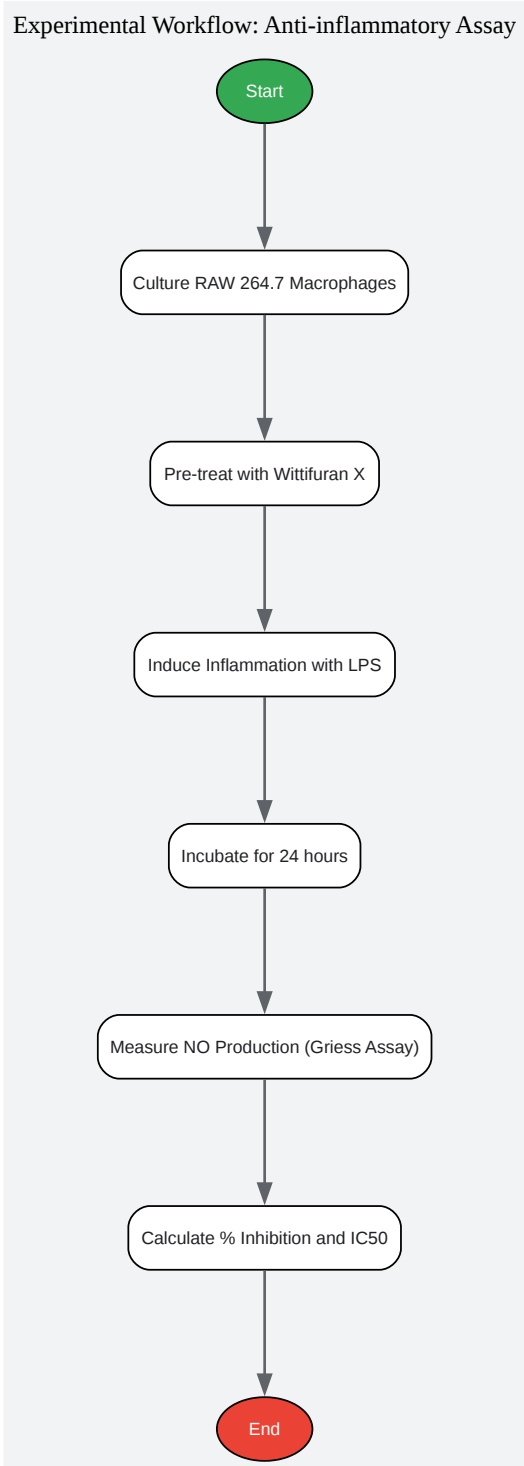 Experimental Workflow: Anti-inflammatory Assay
Start
Culture RAW 264.7 Macrophages
Pre-treat with Wittifuran X
Induce Inflammation with LPS
Incubate for 24 hours
Measure NO Production (Griess Assay)
Calculate % Inhibition and IC50
End